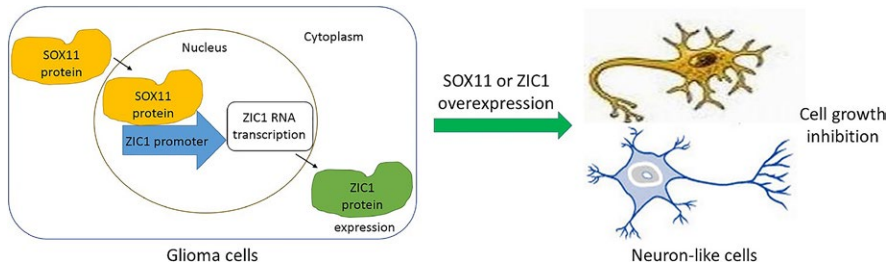 SOX11
protein
Nucleus
Cytoplasm
SOX11
protein
ZIC1 promoter
ZIC1 RNA
transcription
ZIC1
protein
expression
Glioma cells
SOX11 or ZIC1
overexpression
Cell growth
inhibition
Neuron-like cells